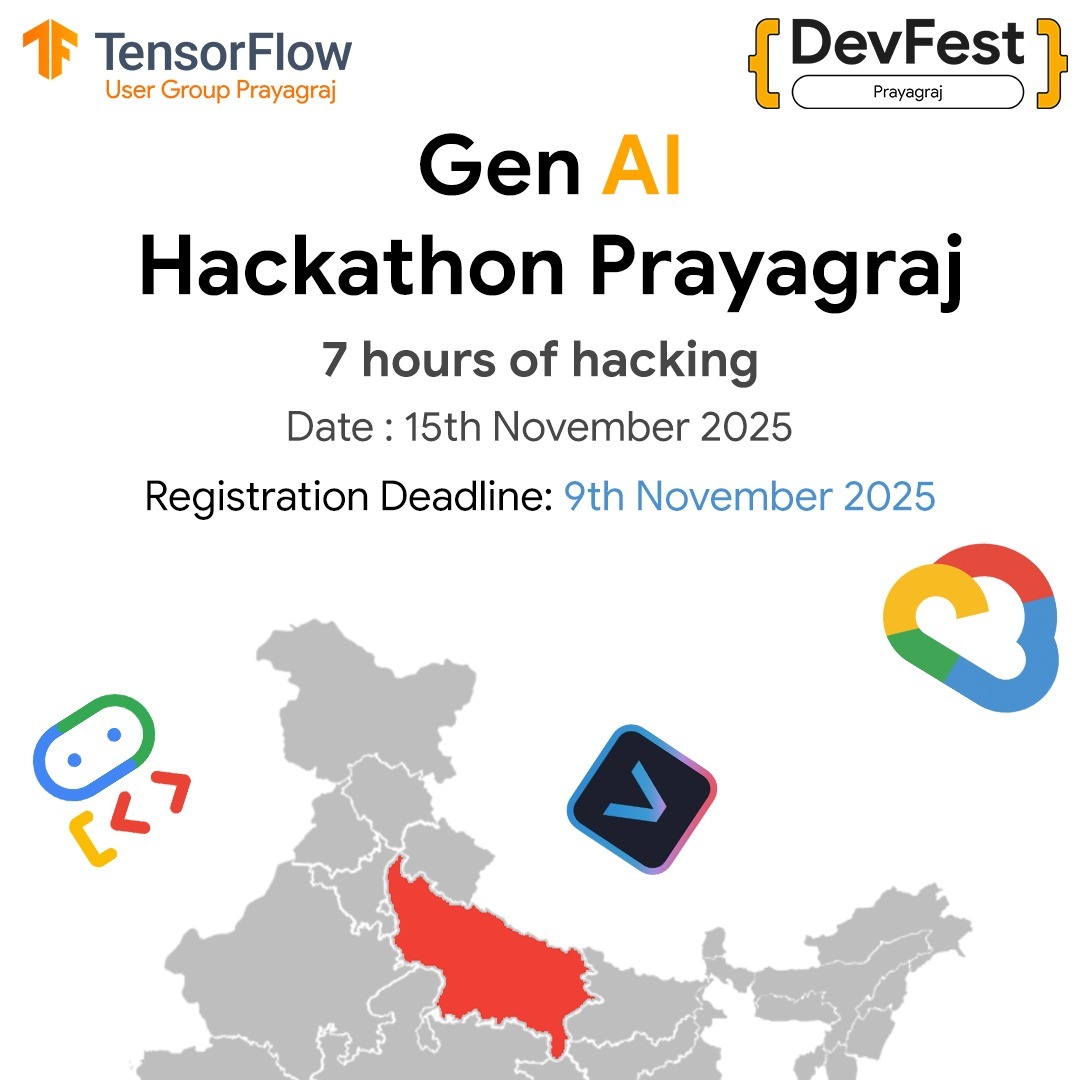 TensorFlow
User Group Prayagraj
DevFest
Prayagraj
Gen AI
Hackathon Prayagraj
7 hours of hacking
Date : 15th November 2025
Registration Deadline: 9th November 2025